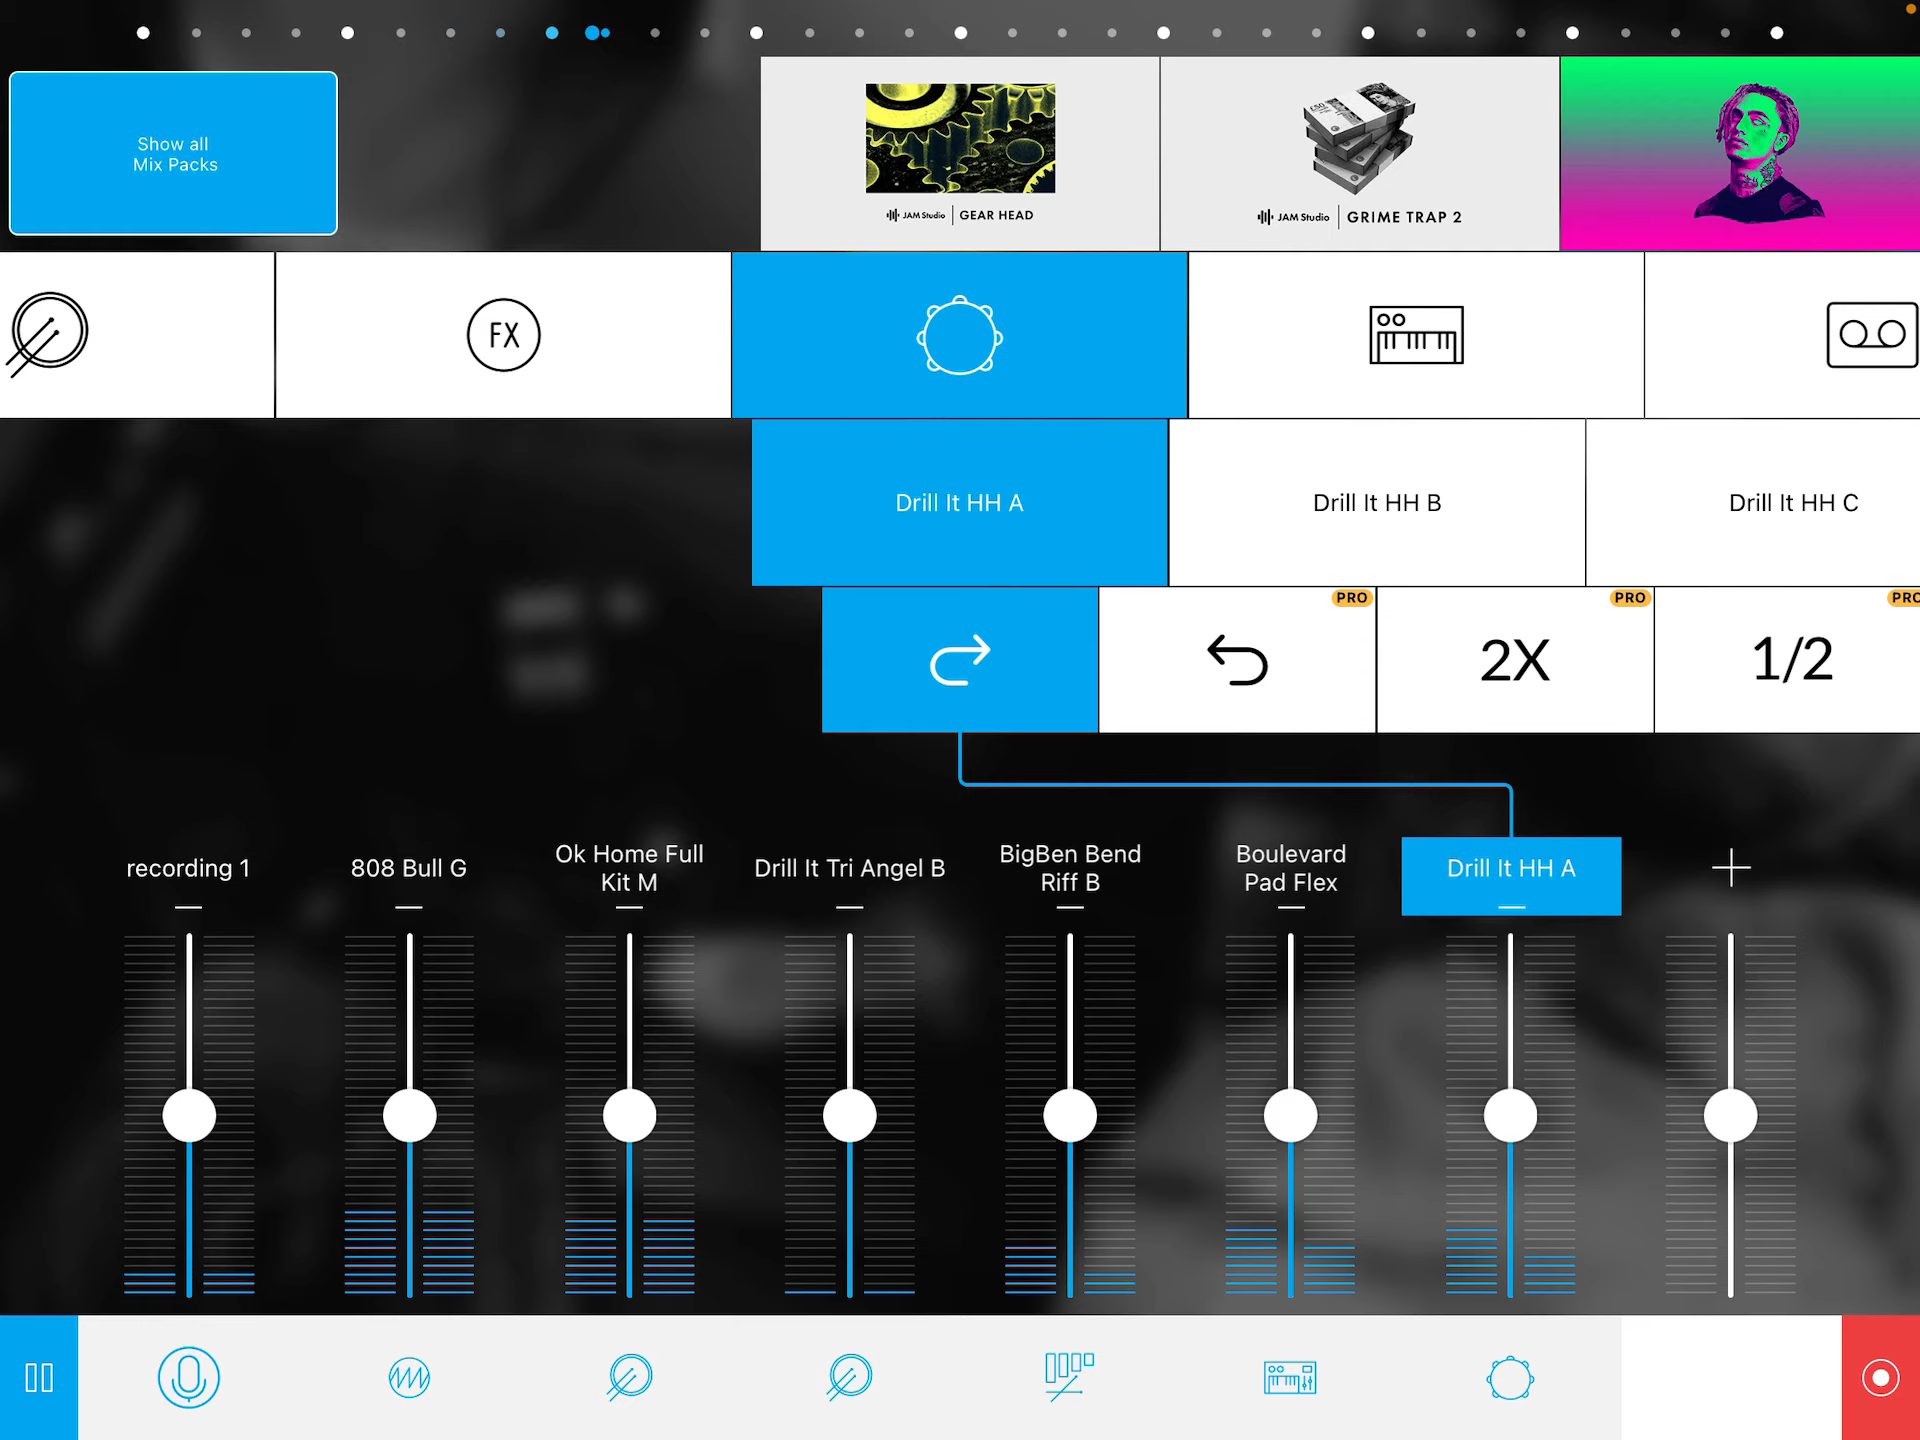 Show all
Mix Packs
JAM Studio | GEAR HEAD
JAM Studio | GRIME TRAP 2
FX
Drill It HH A
Drill It HH B
Drill It HH C
PRO
PRO
PRO
2X
1/2
recording 1
808 Bull G
Ok Home Full
Kit M
Drill It Tri Angel B
BigBen Bend
Riff B
Boulevard
Pad Flex
Drill It HH A